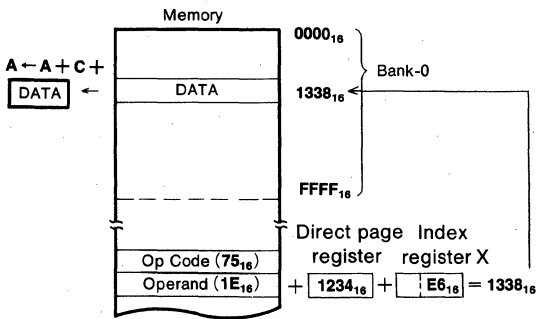 Memory
0000₁₆
A ← A + C +
Bank-0
DATA ← DATA 1338₁₆
FFFF₁₆
Direct page Index
register register X
Op Code (75₁₆)
Operand (1E₁₆) + 1234₁₆ + E6₁₆ = 1338₁₆